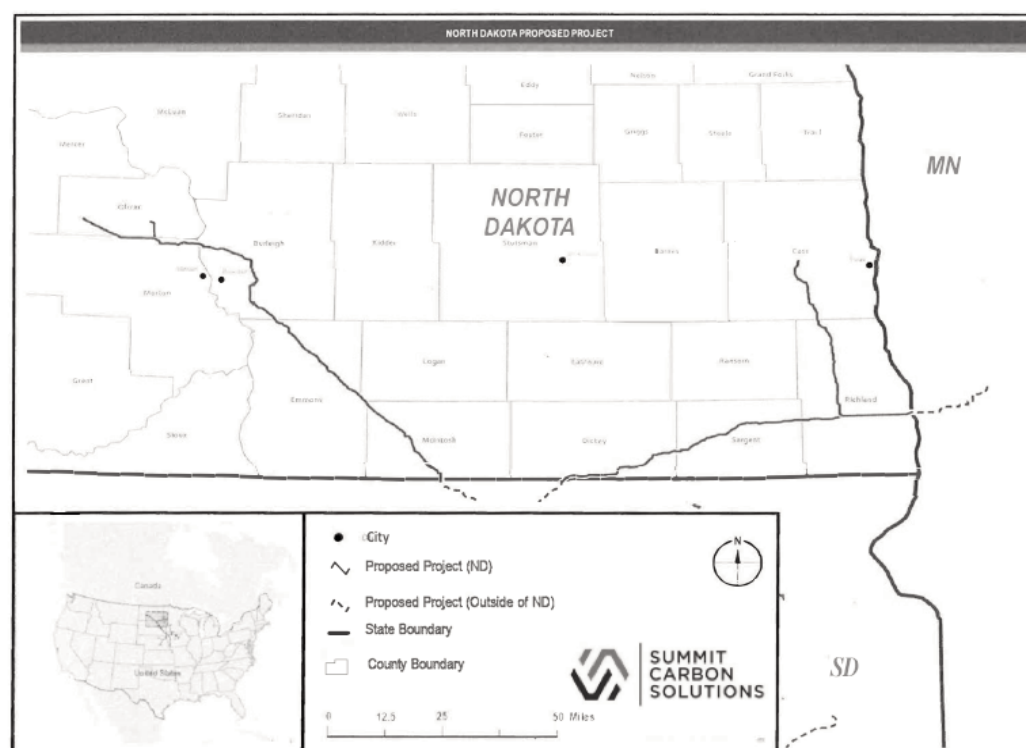 NORTH DAKOTA PROPOSED PROJECT
Nelson
Grand Forks
Eddy
McLean
Sheridan
Wells
Foster
Griggs
Steele
Traill
Mercer
MN
NORTH
DAKOTA
Oliver
Burleigh
Kidder
Stutsman
Barnes
Cass
Morton
Logan
LaMoure
Ransom
Grant
Emmons
Richland
Sioux
McIntosh
Dickey
Sargent
City
Proposed Project (ND)
Proposed Project (Outside of ND)
State Boundary
County Boundary
N
Canada
United States
SUMMIT
CARBON
SOLUTIONS
SD
0 12.5 25 50 Miles